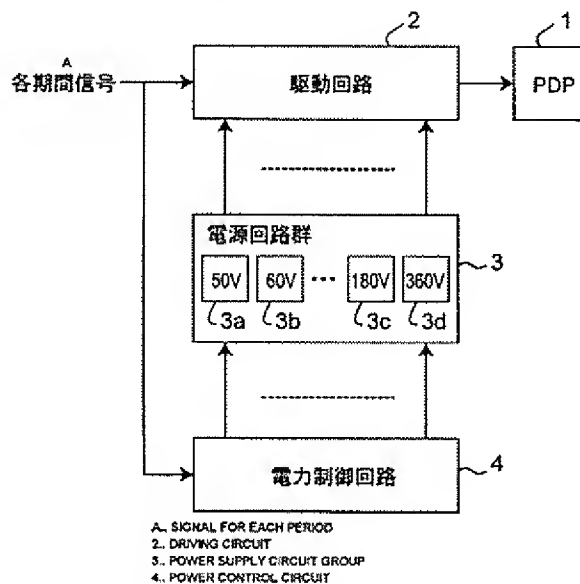 2
1
A
各期間信号
駆動回路
PDP
電源回路群
3
50V 60V … 180V 360V
3a 3b 3c 3d
電力制御回路
4
A.. SIGNAL FOR EACH PERIOD
2.. DRIVING CIRCUIT
3.. POWER SUPPLY CIRCUIT GROUP
4.. POWER CONTROL CIRCUIT